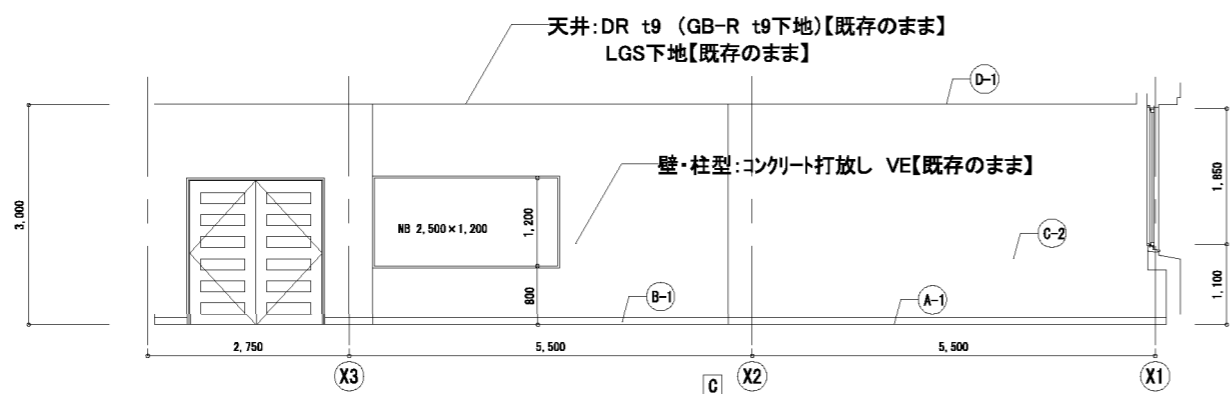 天井:DR t9 (GB-R t9下地)【既存のまま】
LGS下地【既存のまま】
D-1
壁・柱型:コンクリート打放し VE【既存のまま】
3,000
NB 2,500×1,200
1,200
1,850
C-2
800
B-1
A-1
1,100
2,750
5,500
5,500
X3
C
X2
X1